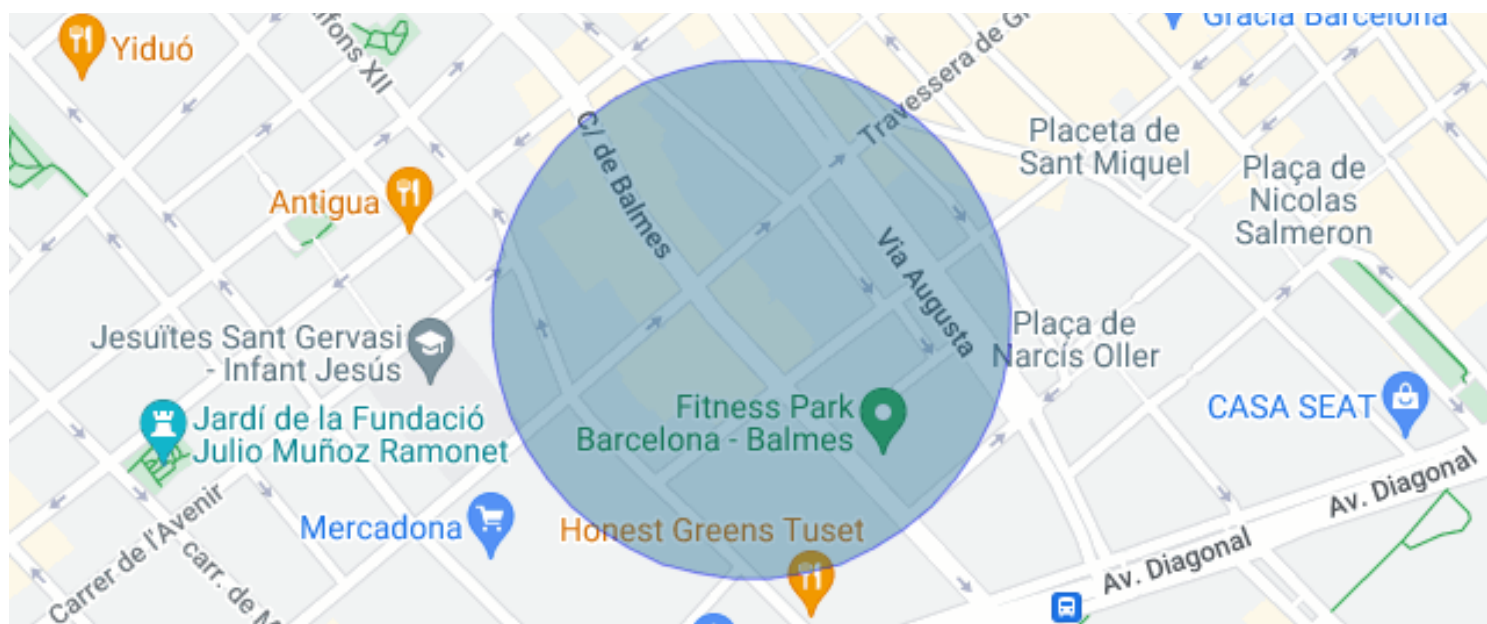 Gràcia Barcelona
Yiduó
Alfons XII
Travessera de Gr
C/ de Balmes
Placeta de
Sant Miquel
Plaça de
Nicolas
Salmeron
Antigua
Via Augusta
Jesuïtes Sant Gervasi
- Infant Jesús
Plaça de
Narcís Oller
Fitness Park
Barcelona - Balmes
CASA SEAT
Jardí de la Fundació
Julio Muñoz Ramonet
Av. Diagonal
Mercadona
Honest Greens Tuset
Carrer de l'Avenir
carr. de M
Av. Diagonal